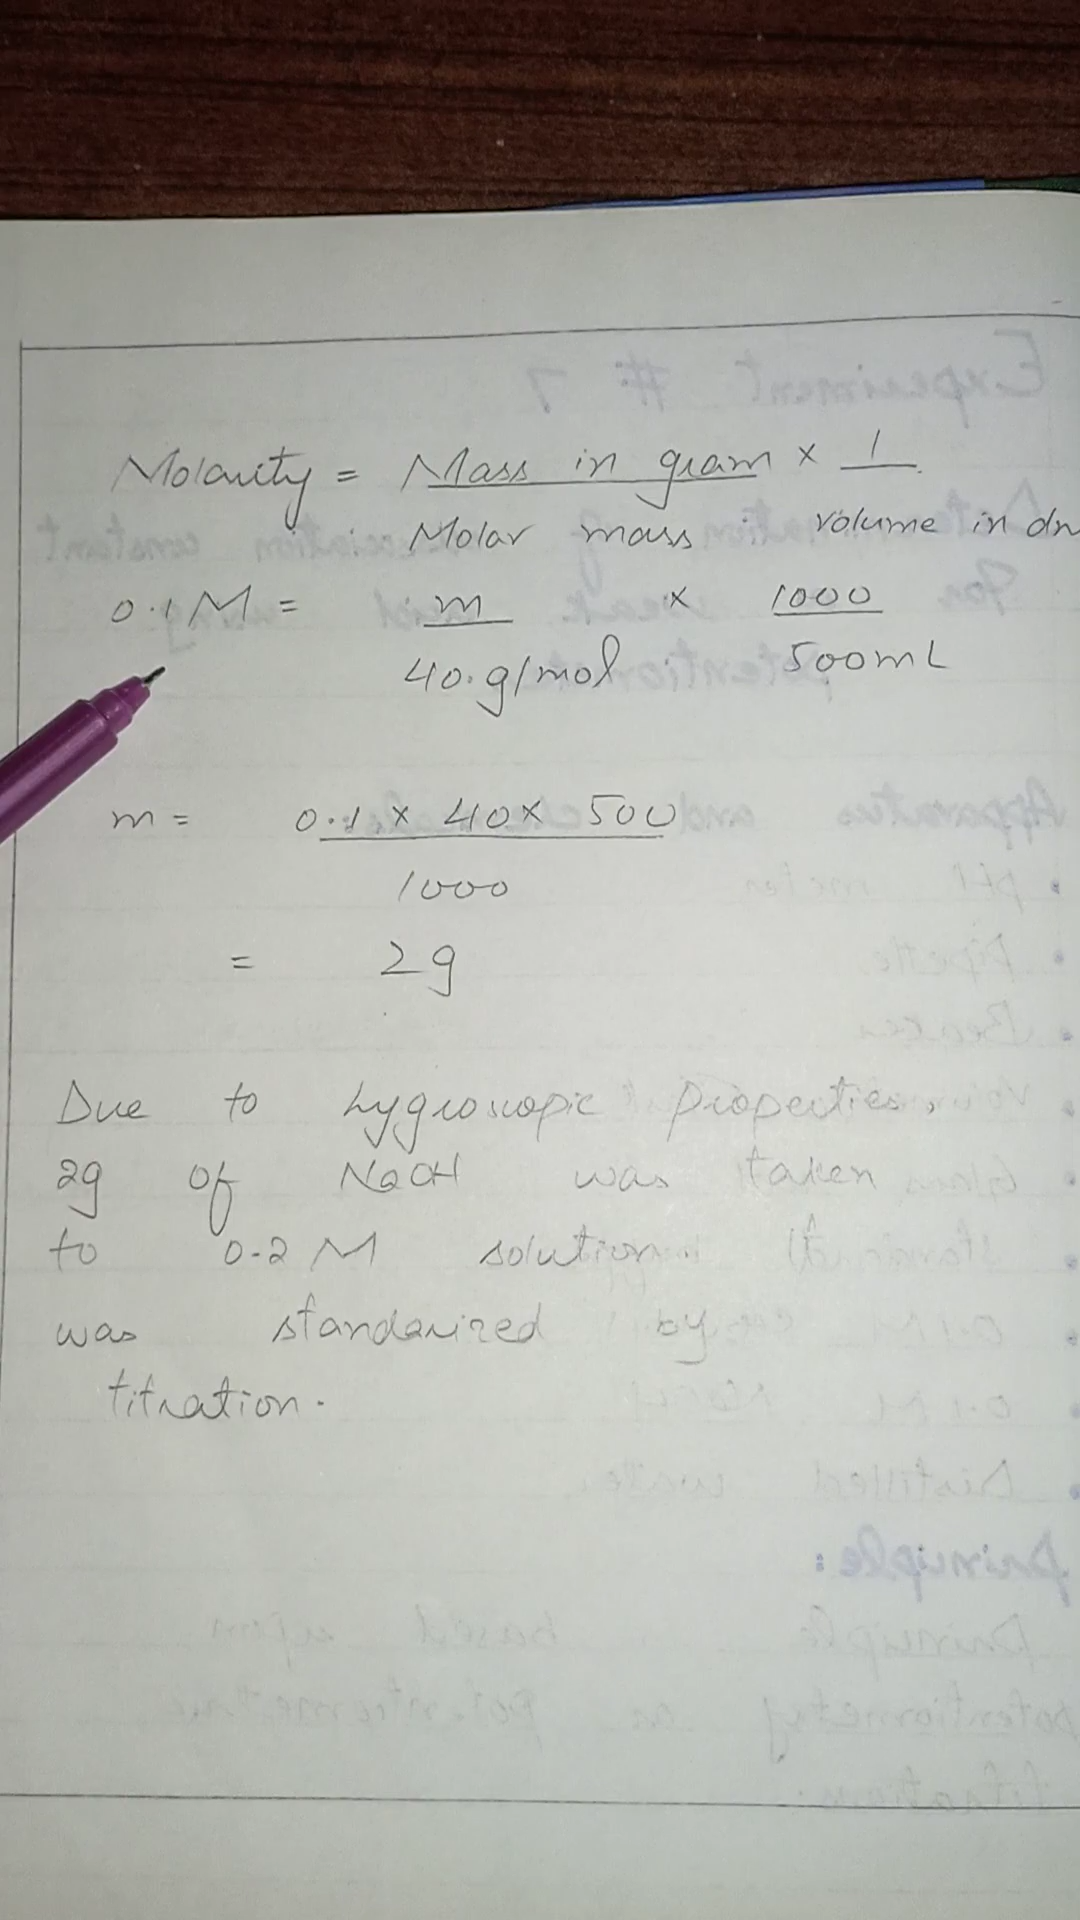 Molarity = Mass in gram × 1
Molar mass volume in dm
0.1M = m × 1000
40.g/mol 500mL
m = 0.1 × 40 × 500
1000
= 2g
Due to hygroscopic properties,
2g of NaOH was taken
to 0.2 M solution.
was standarized by
titration.